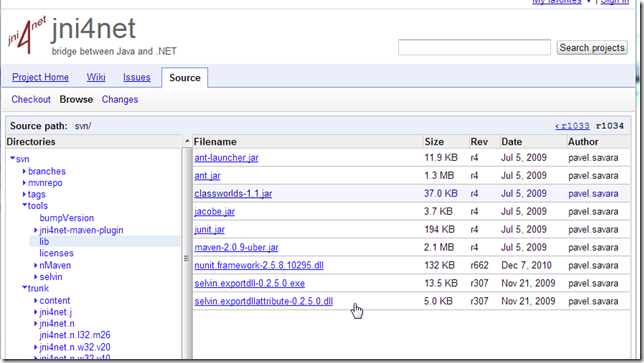 My favorites ▼ | Sign in
jni4net
jni4net
bridge between Java and .NET
Search projects
Project Home Wiki Issues Source
Checkout Browse Changes
Source path: svn/ ‹r1033 r1034
Directories Filename Size Rev Date Author
svn
branches
mvnrepo
tags
tools
bumpVersion
jni4net-maven-plugin
lib
licenses
nMaven
selvin
trunk
content
jni4net.j
jni4net.n
jni4net.n.l32.m26
jni4net.n.w32.v20
jni4net.n.w32.v40
ant-launcher.jar 11.9 KB r4 Jul 5, 2009 pavel.savara
ant.jar 1.3 MB r4 Jul 5, 2009 pavel.savara
classworlds-1.1.jar 37.0 KB r4 Jul 5, 2009 pavel.savara
jacobe.jar 3.7 KB r4 Jul 5, 2009 pavel.savara
junit.jar 194 KB r4 Jul 5, 2009 pavel.savara
maven-2.0.9-uber.jar 2.1 MB r4 Jul 5, 2009 pavel.savara
nunit.framework-2.5.8.10295.dll 132 KB r662 Dec 7, 2010 pavel.savara
selvin.exportdll-0.2.5.0.exe 13.5 KB r307 Nov 21, 2009 pavel.savara
selvin.exportdllattribute-0.2.5.0.dll 5.0 KB r307 Nov 21, 2009 pavel.savara